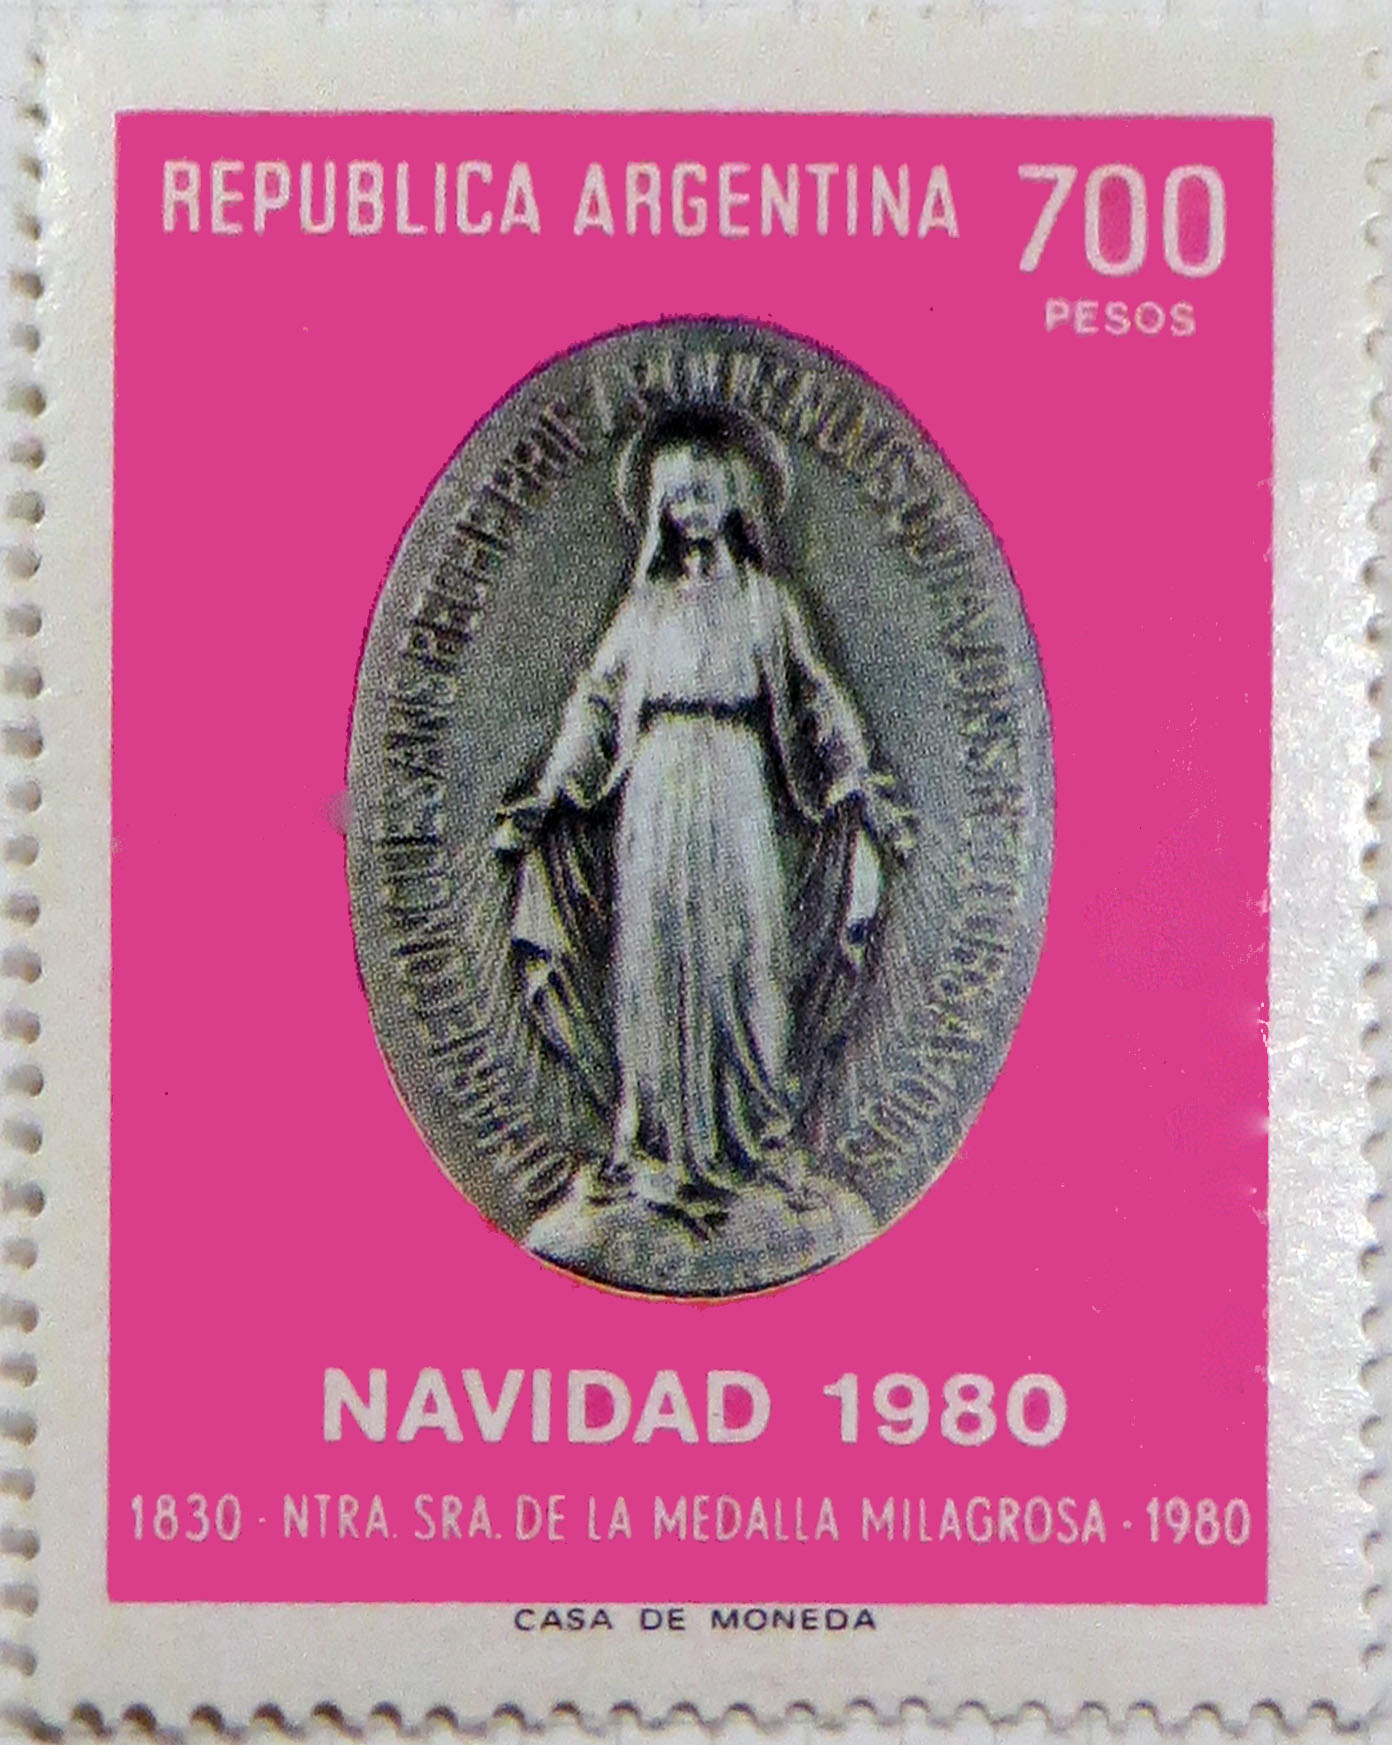 REPUBLICA ARGENTINA 700
PESOS
NAVIDAD 1980
1830 · NTRA. SRA. DE LA MEDALLA MILAGROSA · 1980
CASA DE MONEDA